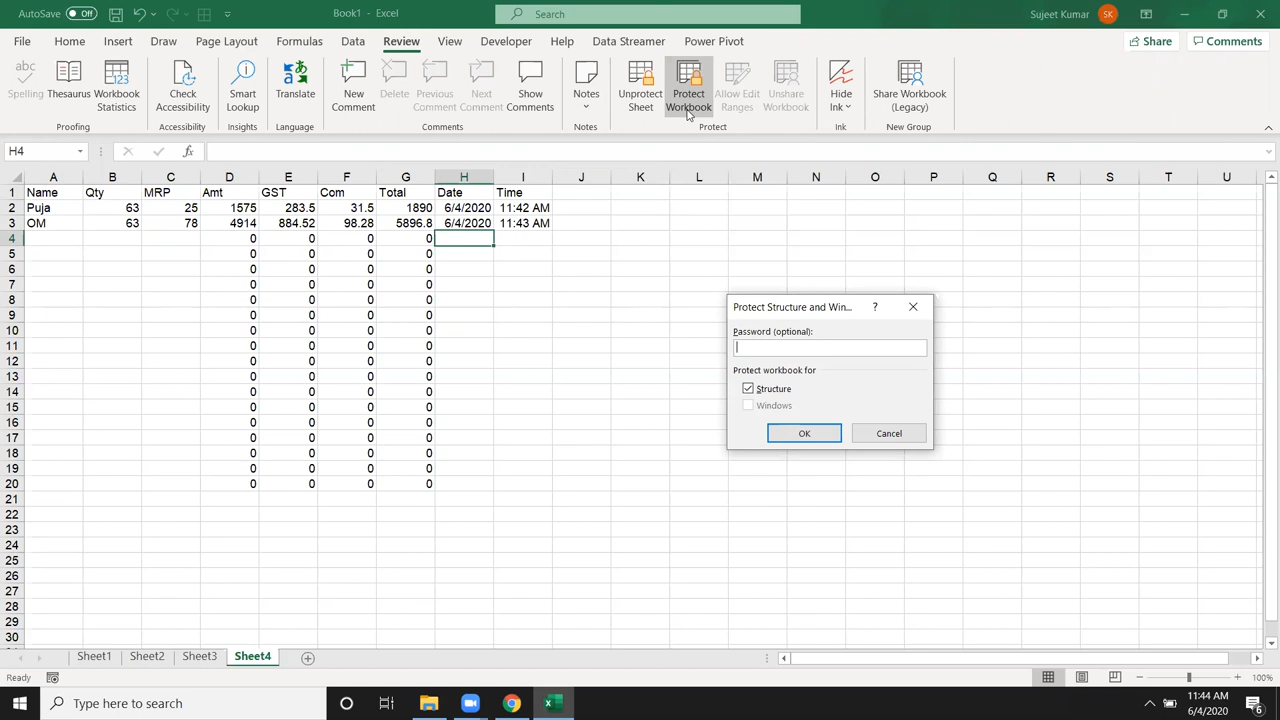 AutoSave Off Book1 - Excel Search Sujeet Kumar SK
File Home Insert Draw Page Layout Formulas Data Review View Developer Help Data Streamer Power Pivot Share Comments
Spelling Thesaurus Workbook Statistics Check Accessibility Smart Lookup Translate New Comment Delete Previous Comment Next Comment Show Comments Notes Unprotect Sheet Protect Workbook Allow Edit Ranges Unshare Workbook Hide Ink Share Workbook (Legacy)
Proofing Accessibility Insights Language Comments Notes Protect Ink New Group
H4 fx
A B C D E F G H I J K L M N O P Q R S T U
1 Name Qty MRP Amt GST Com Total Date Time
2 Puja 63 25 1575 283.5 31.5 1890 6/4/2020 11:42 AM
3 OM 63 78 4914 884.52 98.28 5896.8 6/4/2020 11:43 AM
4 0 0 0 0
5 0 0 0 0
6 0 0 0 0
7 0 0 0 0
8 0 0 0 0
9 0 0 0 0
10 0 0 0 0
11 0 0 0 0
12 0 0 0 0
13 0 0 0 0
14 0 0 0 0
15 0 0 0 0
16 0 0 0 0
17 0 0 0 0
18 0 0 0 0
19 0 0 0 0
20 0 0 0 0
21
22
23
24
25
26
27
28
29
30
Protect Structure and Win... ?
Password (optional):
Protect workbook for
Structure
Windows
OK Cancel
Sheet1 Sheet2 Sheet3 Sheet4
Ready 100%
Type here to search 11:44 AM
6/4/2020 6